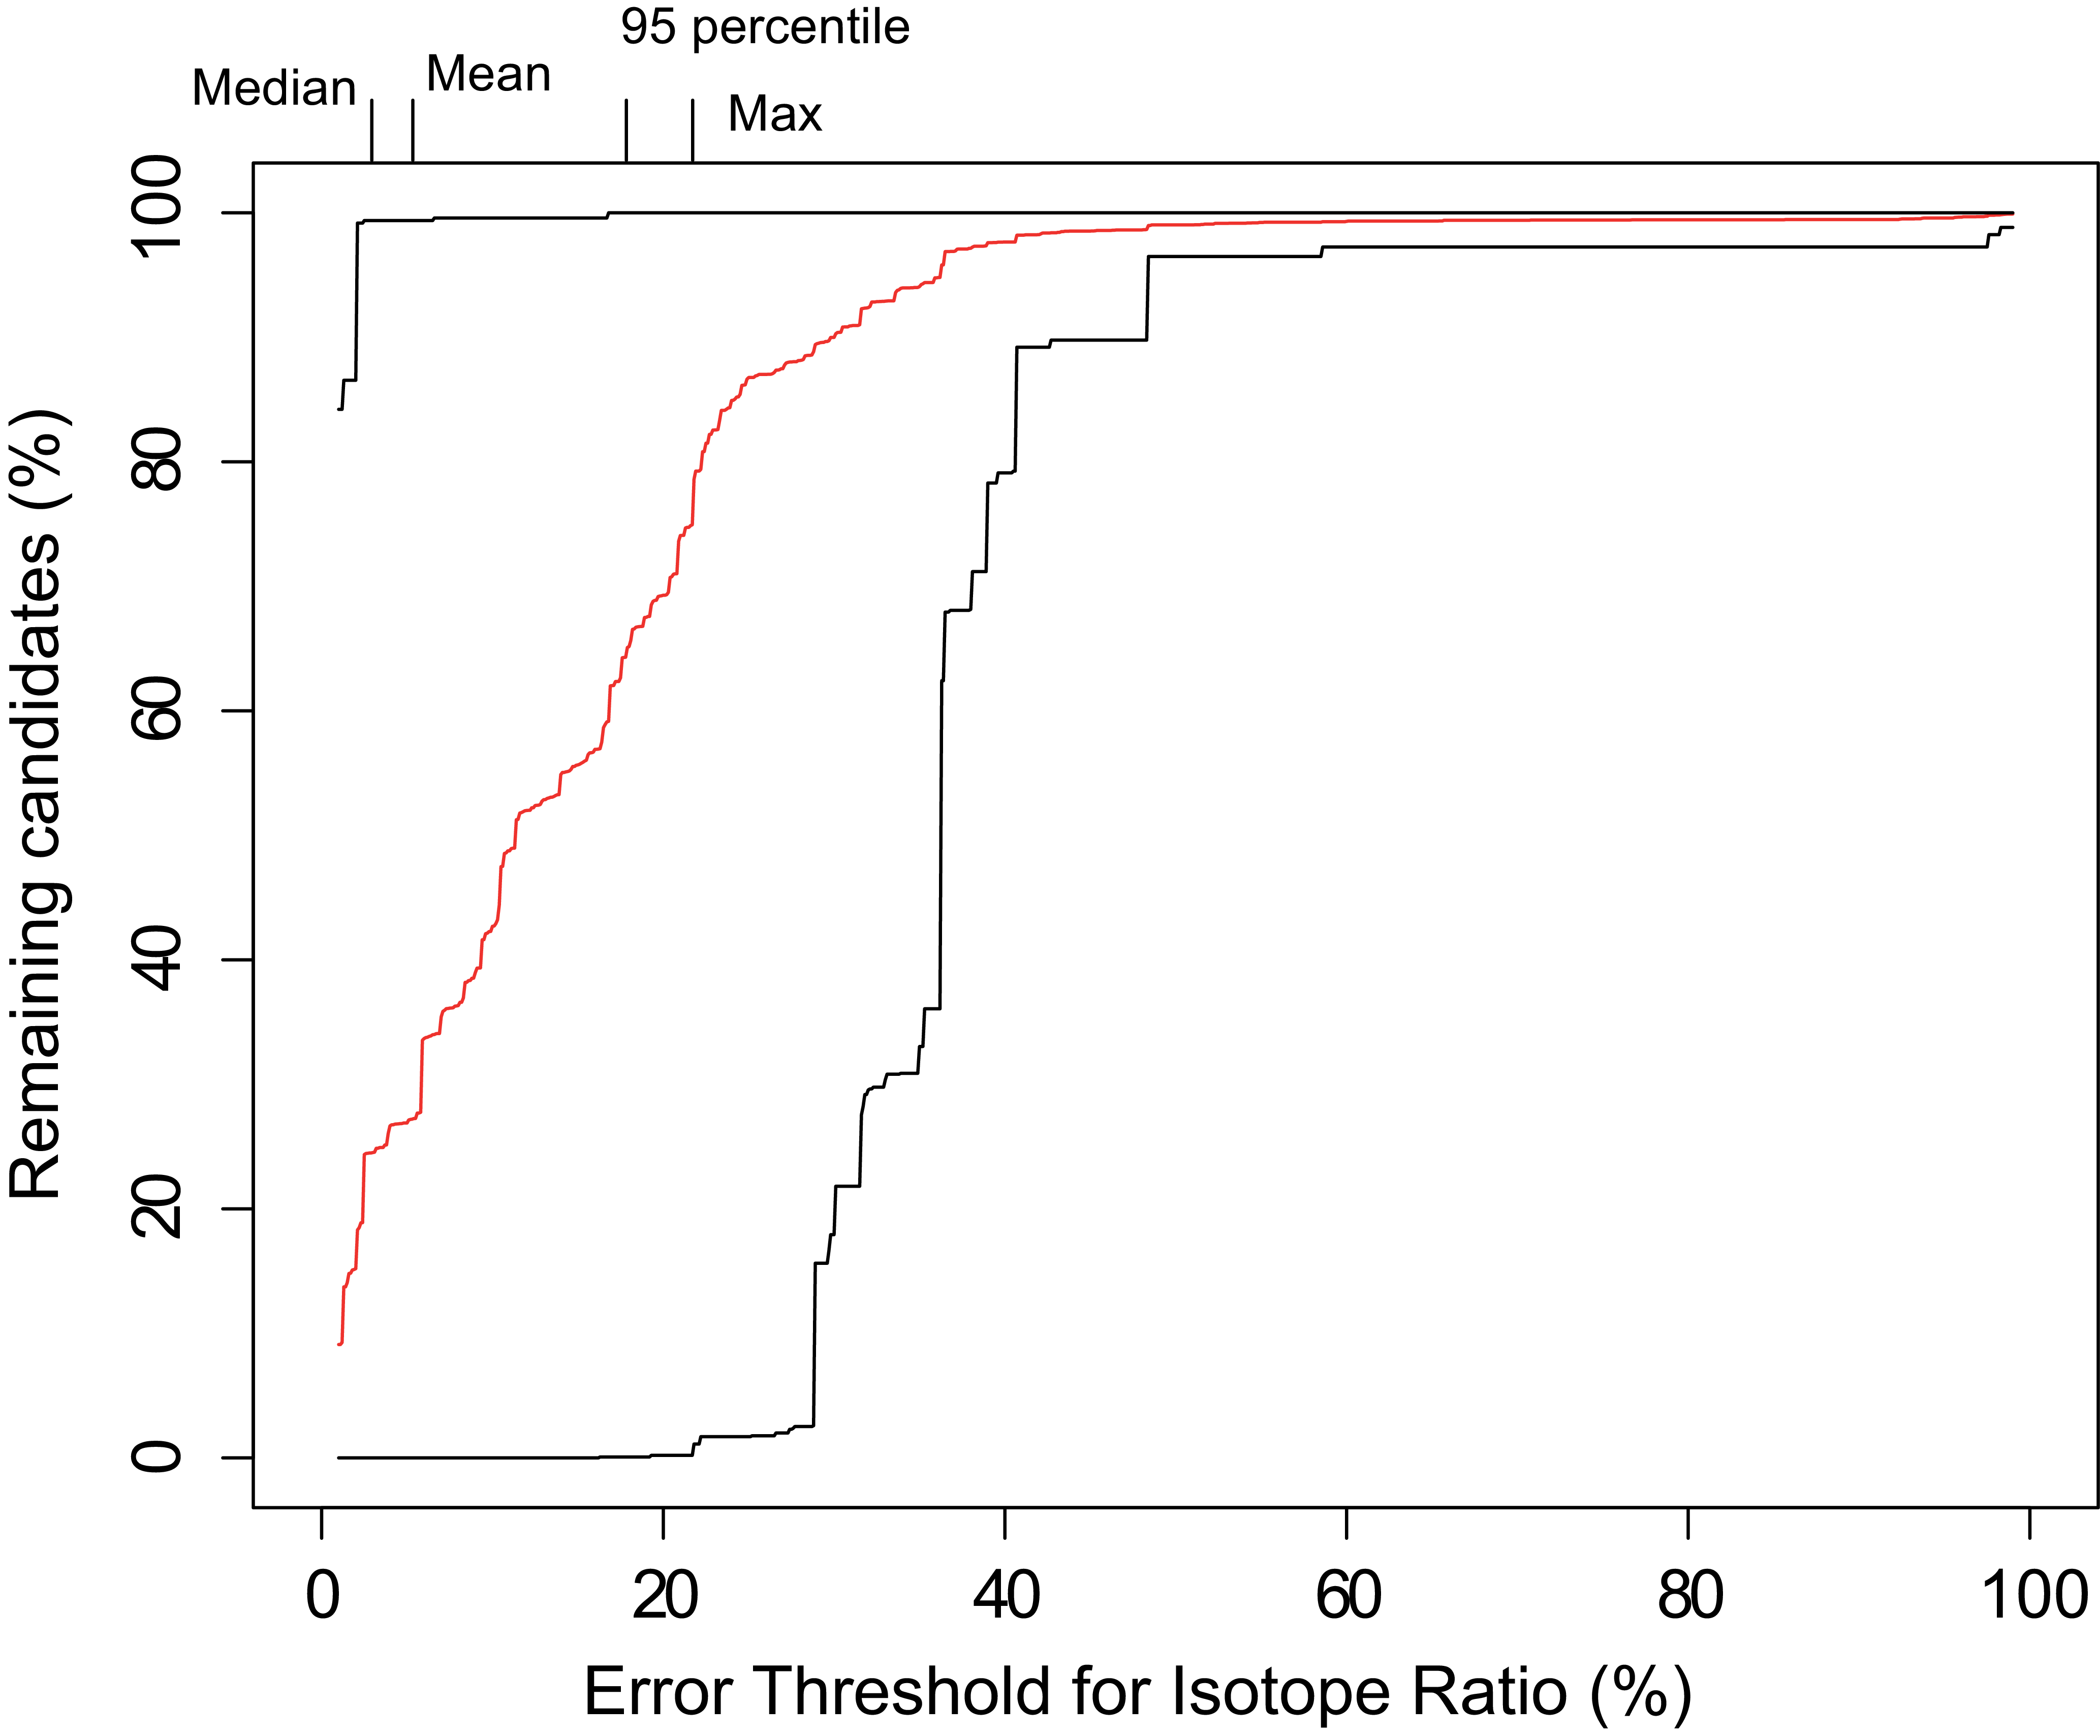 95 percentile
Mean
Median
Max
100
80
60
40
20
0
Remaining candidates (%)
0 20 40 60 80 100
Error Threshold for Isotope Ratio (%)